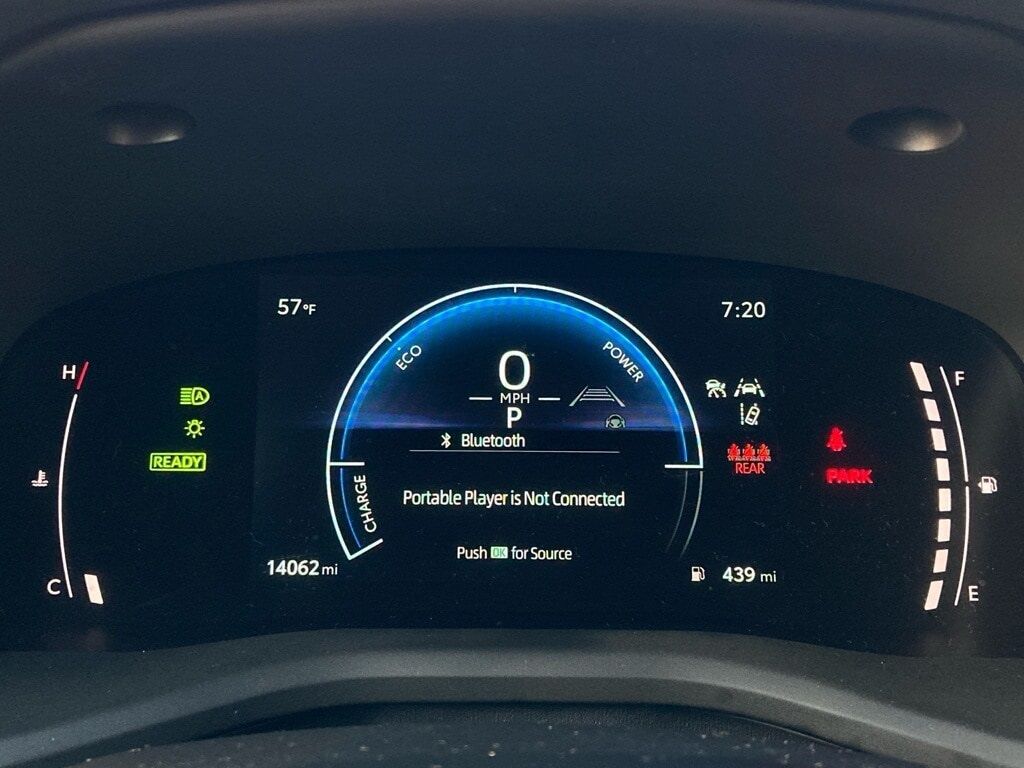 57°F
7:20
ECO
POWER
0
MPH
P
H
F
A
READY
Bluetooth
REAR
PARK
CHARGE
Portable Player is Not Connected
Push OK for Source
14062 mi
439 mi
C
E